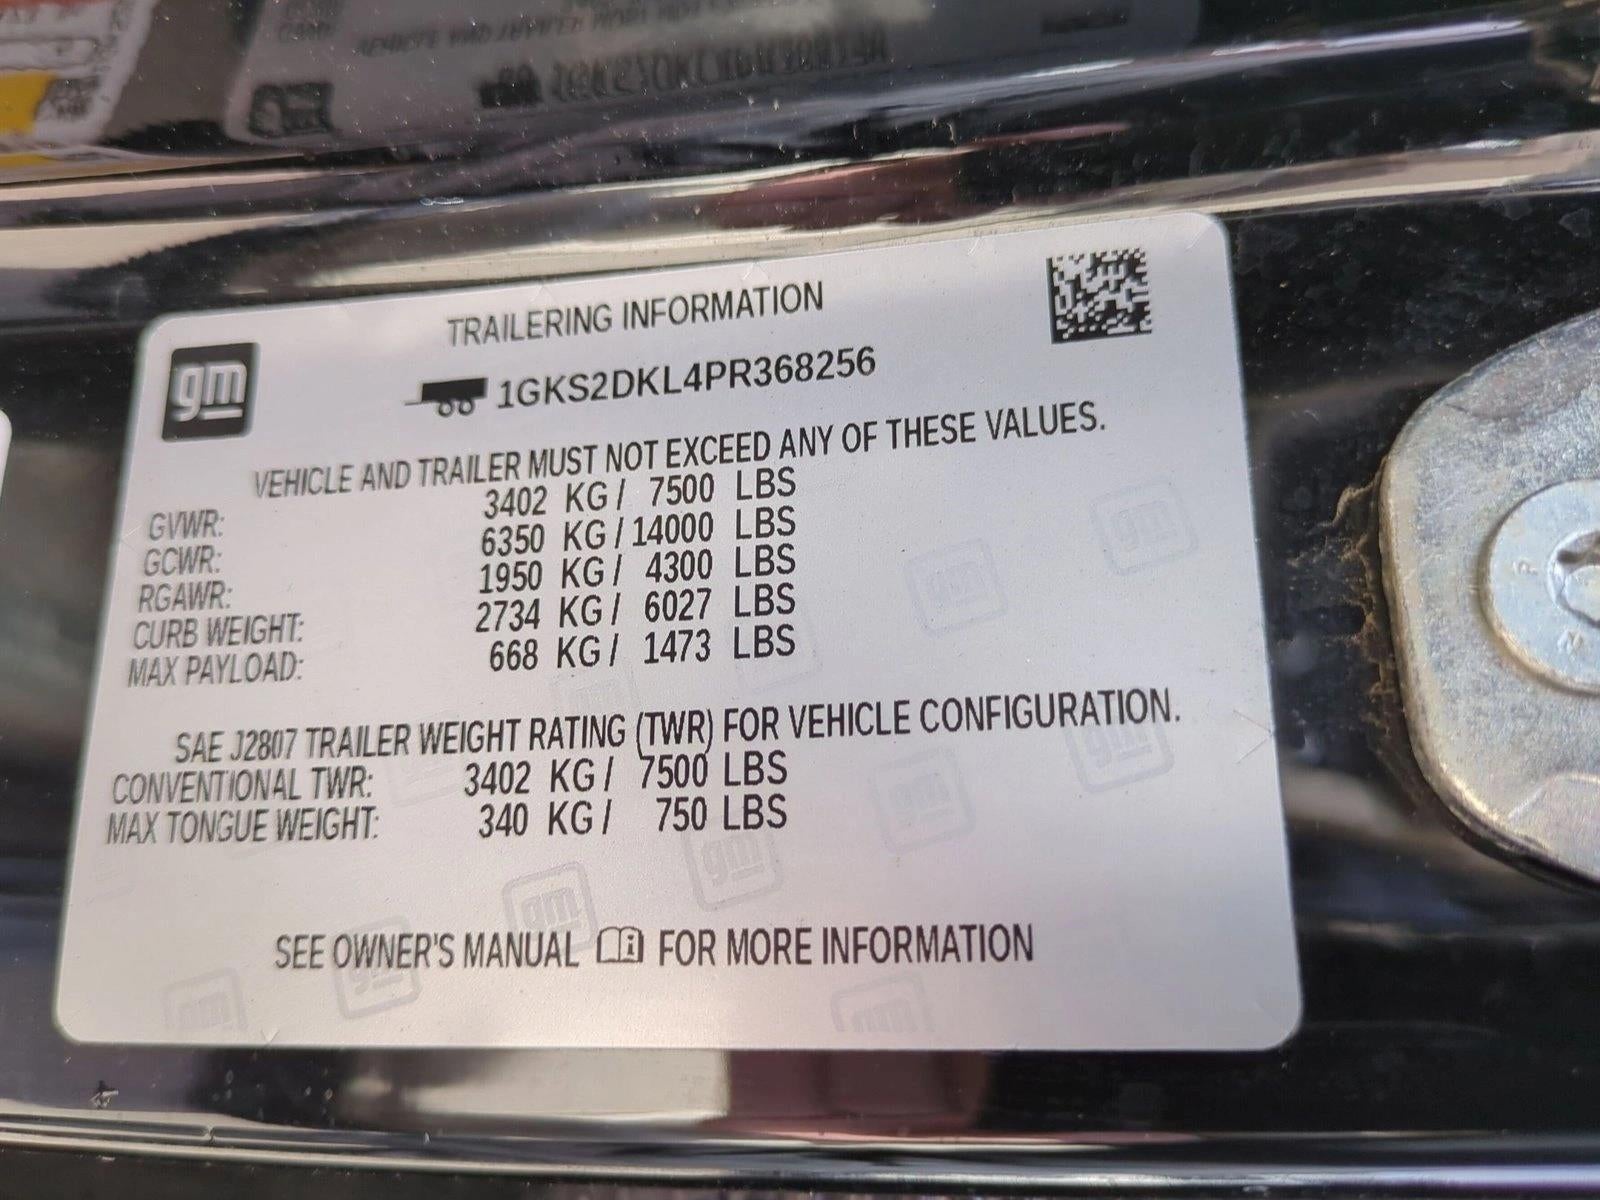 TRAILERING INFORMATION
gm
1GKS2DKL4PR368256
VEHICLE AND TRAILER MUST NOT EXCEED ANY OF THESE VALUES.
GVWR: 3402 KG / 7500 LBS
GCWR: 6350 KG / 14000 LBS
RGAWR: 1950 KG / 4300 LBS
CURB WEIGHT: 2734 KG / 6027 LBS
MAX PAYLOAD: 668 KG / 1473 LBS
SAE J2807 TRAILER WEIGHT RATING (TWR) FOR VEHICLE CONFIGURATION.
CONVENTIONAL TWR: 3402 KG / 7500 LBS
MAX TONGUE WEIGHT: 340 KG / 750 LBS
SEE OWNER'S MANUAL FOR MORE INFORMATION